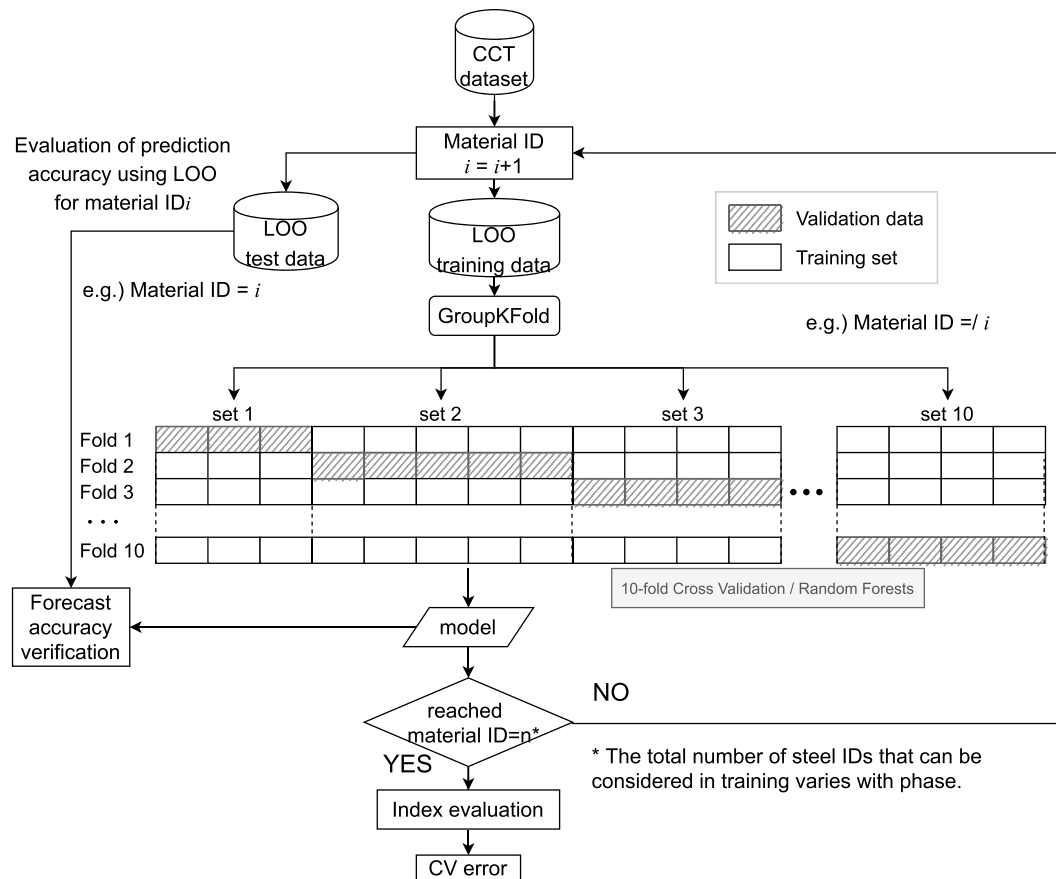 CCT
dataset
Material ID
i = i+1
Evaluation of prediction
accuracy using LOO
for material IDi
LOO
test data
LOO
training data
Validation data
Training set
e.g.) Material ID = i
GroupKFold
e.g.) Material ID =/ i
set 1
set 2
set 3
set 10
Fold 1
Fold 2
Fold 3
• • •
...
Fold 10
10-fold Cross Validation / Random Forests
Forecast
accuracy
verification
model
reached
material ID=n*
NO
YES
* The total number of steel IDs that can be
considered in training varies with phase.
Index evaluation
CV error